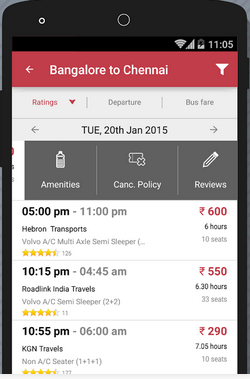 11:05
Bangalore to Chennai
Ratings Departure Bus fare
TUE, 20th Jan 2015
Amenities Canc. Policy Reviews
05:00 pm - 11:00 pm ₹ 600
Hebron Transports 6 hours
Volvo A/C Multi Axle Semi Sleeper (... 10 seats
126
10:15 pm - 04:45 am ₹ 550
Roadlink India Travels 6.30 hours
Volvo A/C Semi Sleeper (2+2) 33 seats
11
10:55 pm - 06:00 am ₹ 290
KGN Travels 7.05 hours
Non A/C Seater (1+1+1) 10 seats
177